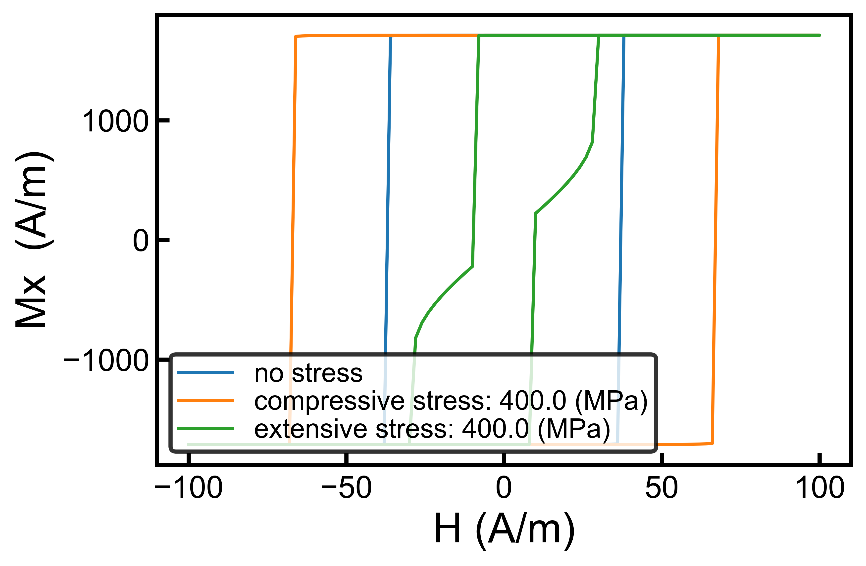 1000
0
−1000
Mx (A/m)
no stress
compressive stress: 400.0 (MPa)
extensive stress: 400.0 (MPa)
−100 −50 0 50 100
H (A/m)